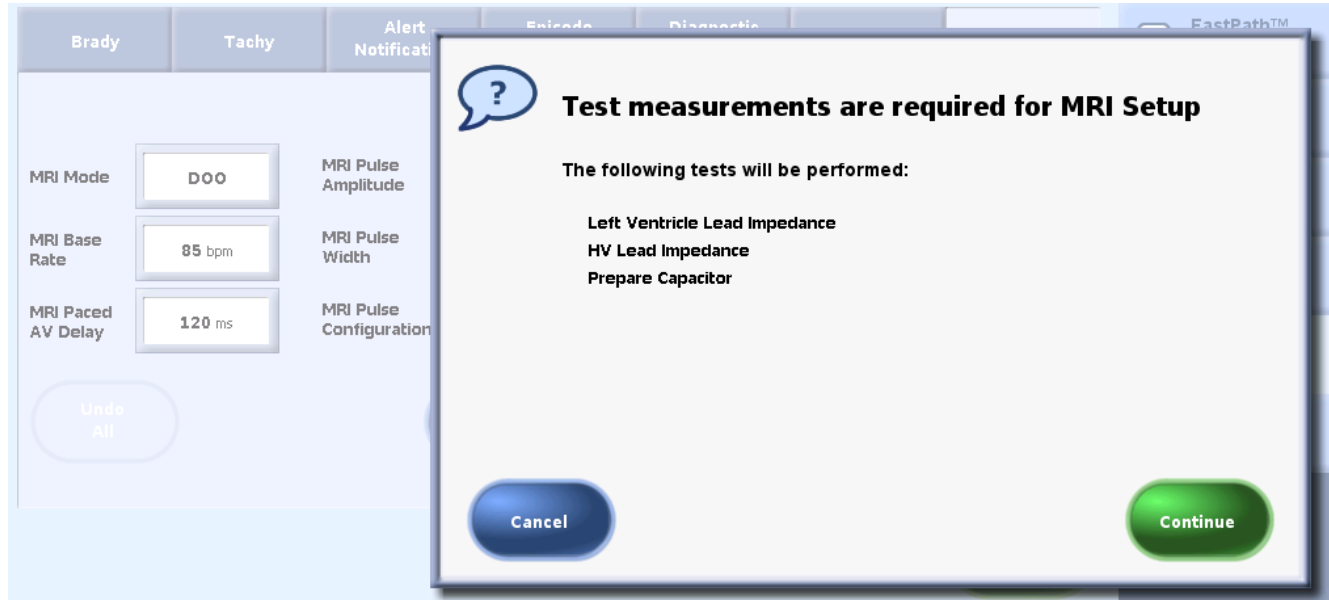 Brady
Tachy
Alert
Notificati
Episode
Diagnostic
FastPath™
?
Test measurements are required for MRI Setup
The following tests will be performed:
Left Ventricle Lead Impedance
HV Lead Impedance
Prepare Capacitor
MRI Mode
DOO
MRI Pulse
Amplitude
MRI Base
Rate
85 bpm
MRI Pulse
Width
MRI Paced
AV Delay
120 ms
MRI Pulse
Configuration
Undo
All
Cancel
Continue